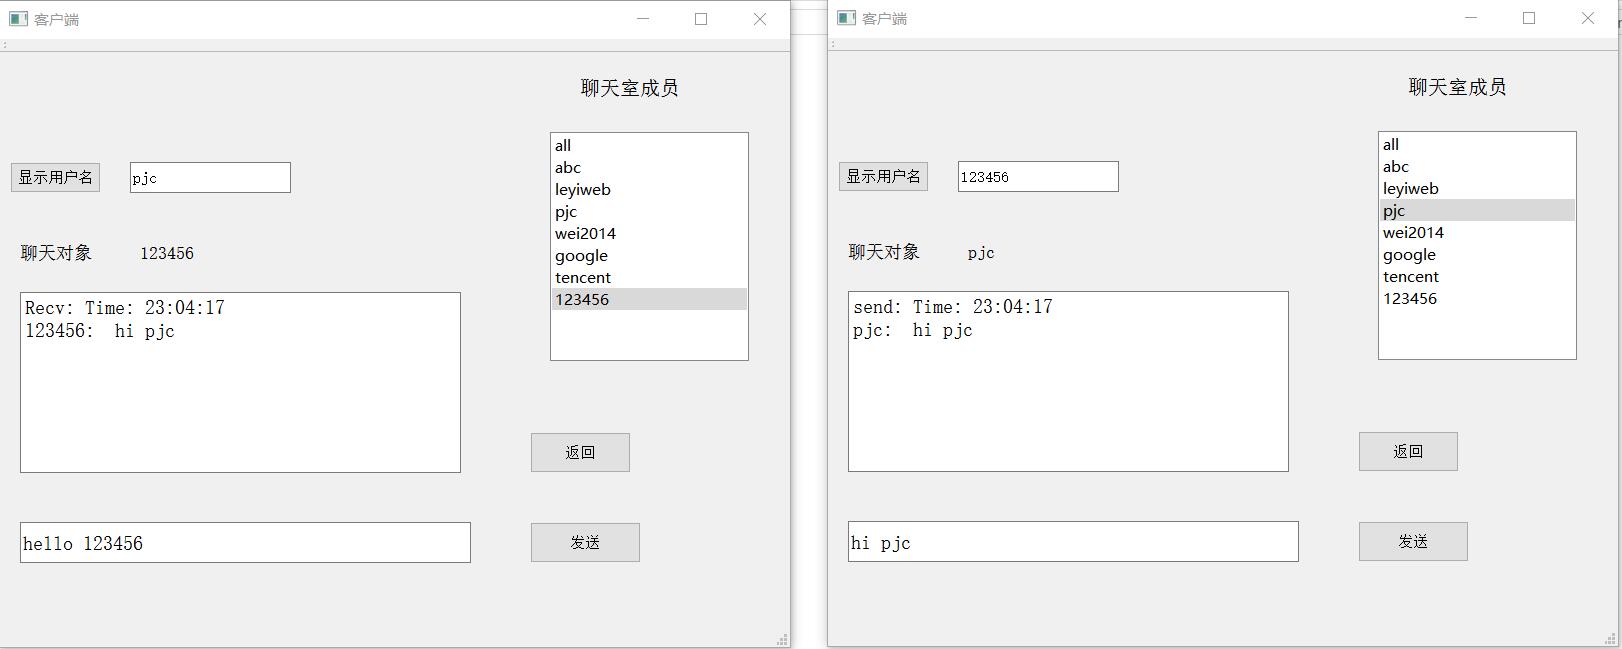 客户端
聊天室成员
all
abc
leyiweb
pjc
wei2014
google
tencent
123456
显示用户名
pjc
聊天对象
123456
Recv: Time: 23:04:17
123456:  hi pjc
返回
hello 123456
发送
客户端
聊天室成员
all
abc
leyiweb
pjc
wei2014
google
tencent
123456
显示用户名
123456
聊天对象
pjc
send: Time: 23:04:17
pjc:  hi pjc
返回
hi pjc
发送